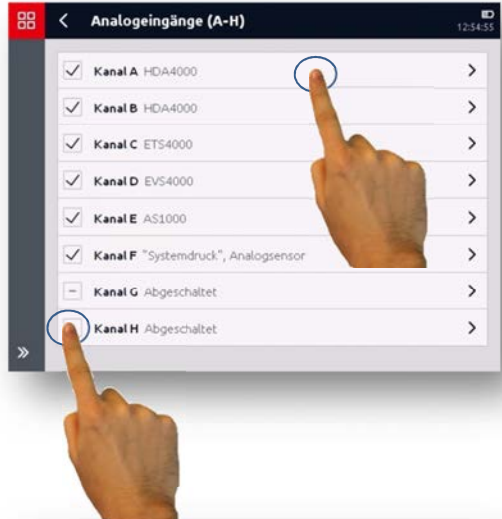 Analogeingänge (A-H)
12:54:55
Kanal A HDA4000
Kanal B HDA4000
Kanal C ETS4000
Kanal D EVS4000
Kanal E AS1000
Kanal F "Systemdruck", Analogsensor
Kanal G Abgeschaltet
Kanal H Abgeschaltet